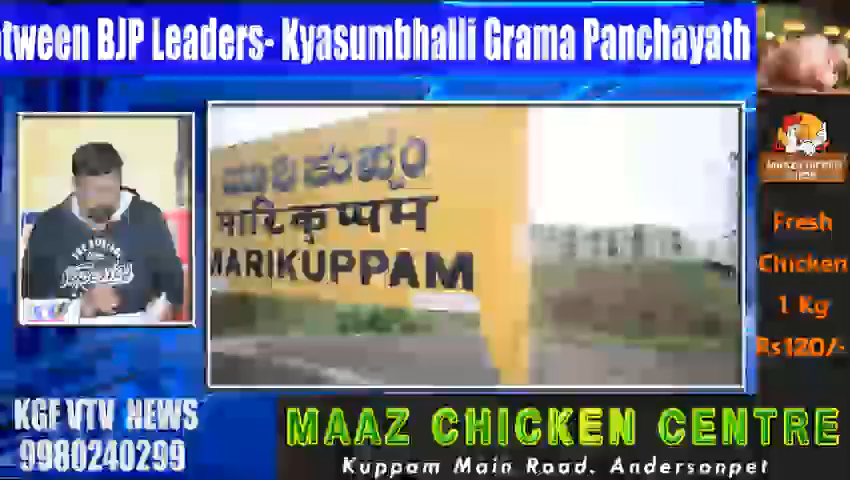 tween BJP Leaders- Kyasumbhalli Grama Panchayath
ಮಾರಿಕುಪ್ಪಂ
मारिकुप्पम
MARIKUPPAM
Fresh
Chicken
1 Kg
Rs120/-
KGF VTV NEWS
9980240299
MAAZ CHICKEN CENTRE
Kuppam Main Road. Andersonpet